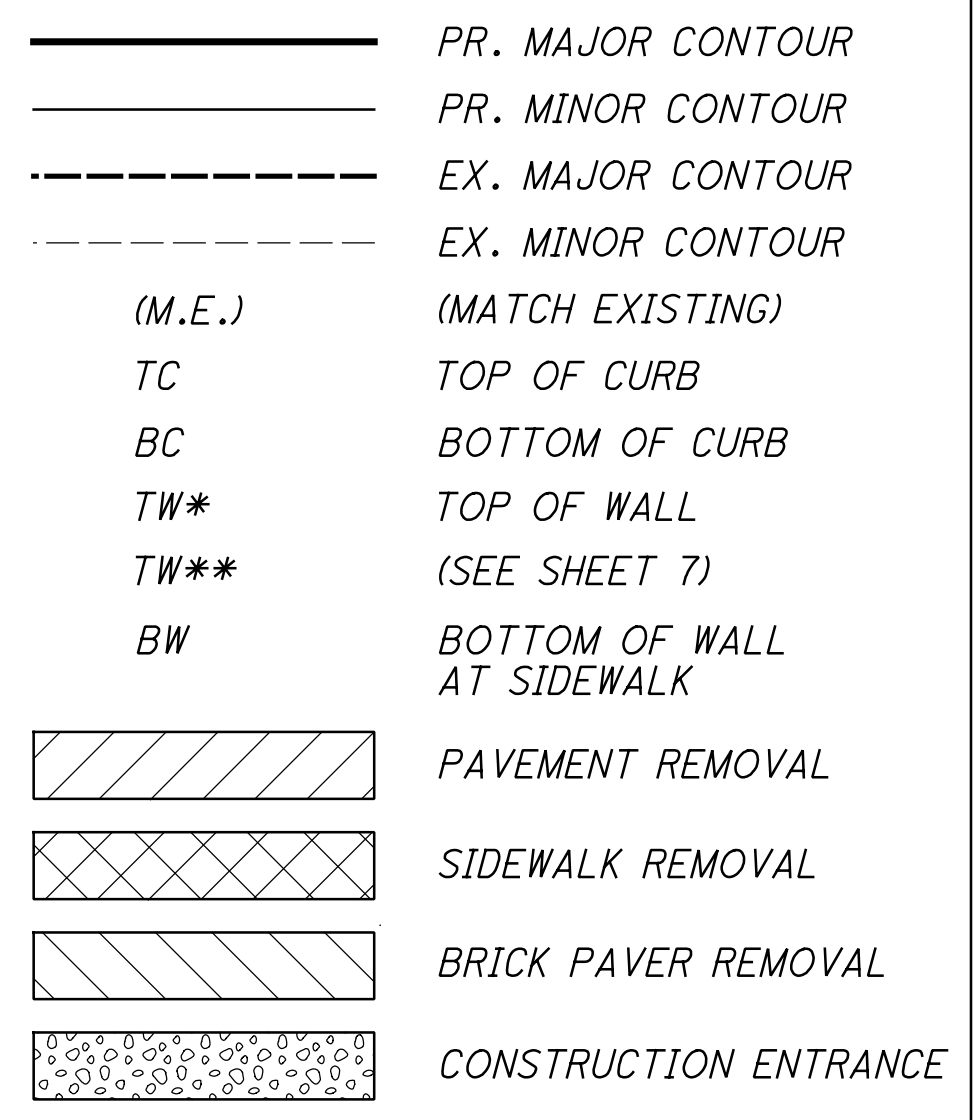 PR. MAJOR CONTOUR
PR. MINOR CONTOUR
EX. MAJOR CONTOUR
EX. MINOR CONTOUR
(M.E.) (MATCH EXISTING)
TC TOP OF CURB
BC BOTTOM OF CURB
TW* TOP OF WALL
TW** (SEE SHEET 7)
BW BOTTOM OF WALL
AT SIDEWALK
PAVEMENT REMOVAL
SIDEWALK REMOVAL
BRICK PAVER REMOVAL
CONSTRUCTION ENTRANCE